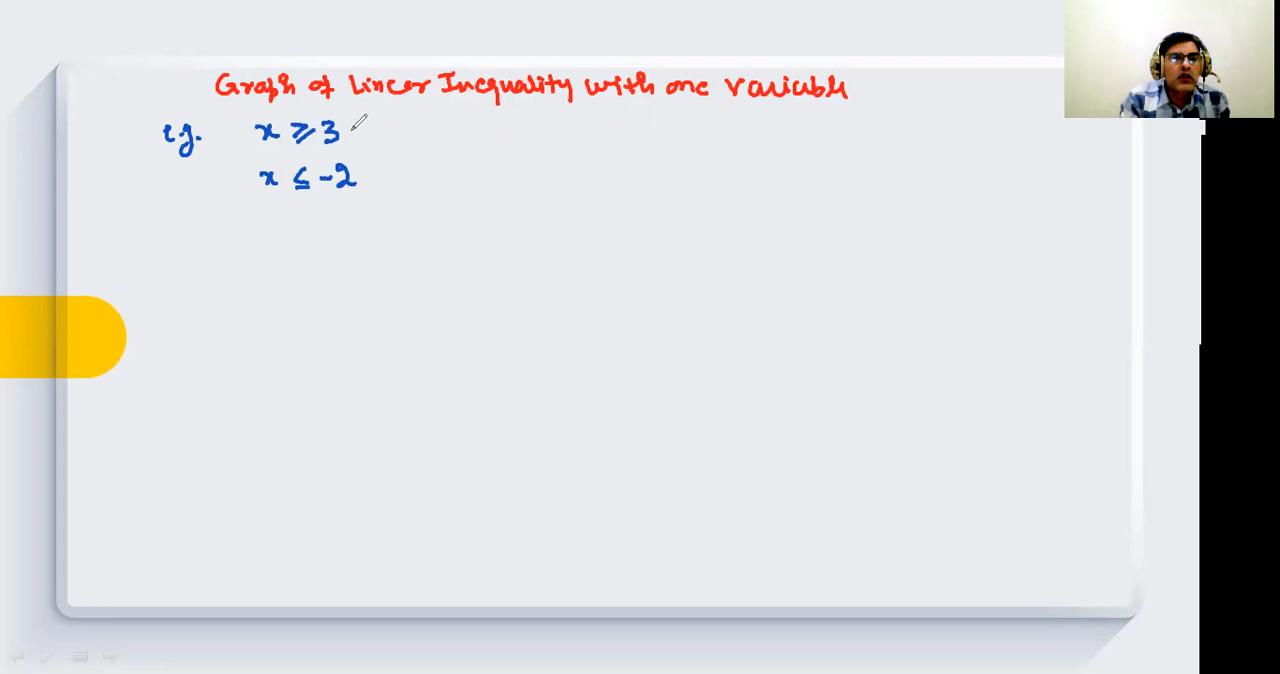 Graph of Linear Inequality with one variable
e.g. x ≥ 3
x ≤ -2